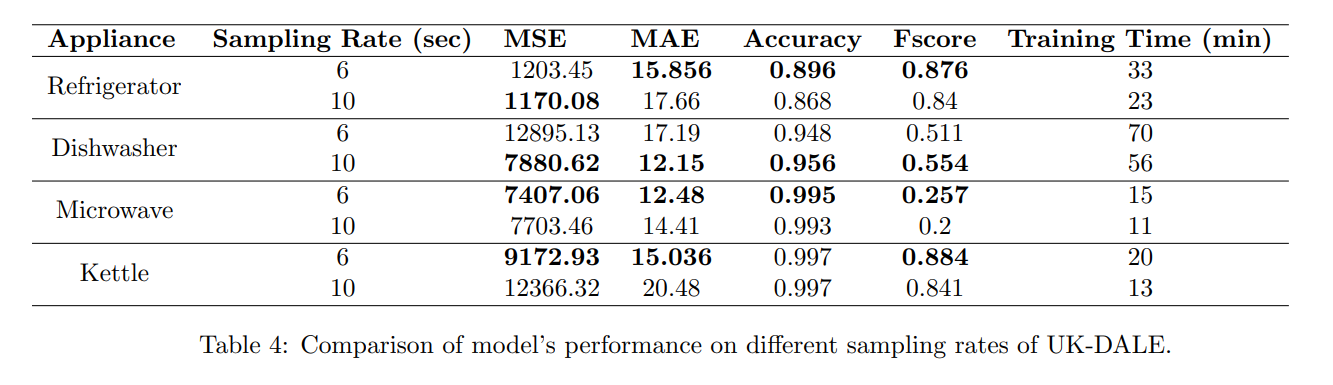 Appliance Sampling Rate (sec) MSE MAE Accuracy Fscore Training Time (min)
Refrigerator
6 1203.45 15.856 0.896 0.876 33
10 1170.08 17.66 0.868 0.84 23
Dishwasher
6 12895.13 17.19 0.948 0.511 70
10 7880.62 12.15 0.956 0.554 56
Microwave
6 7407.06 12.48 0.995 0.257 15
10 7703.46 14.41 0.993 0.2 11
Kettle
6 9172.93 15.036 0.997 0.884 20
10 12366.32 20.48 0.997 0.841 13
Table 4: Comparison of model's performance on different sampling rates of UK-DALE.